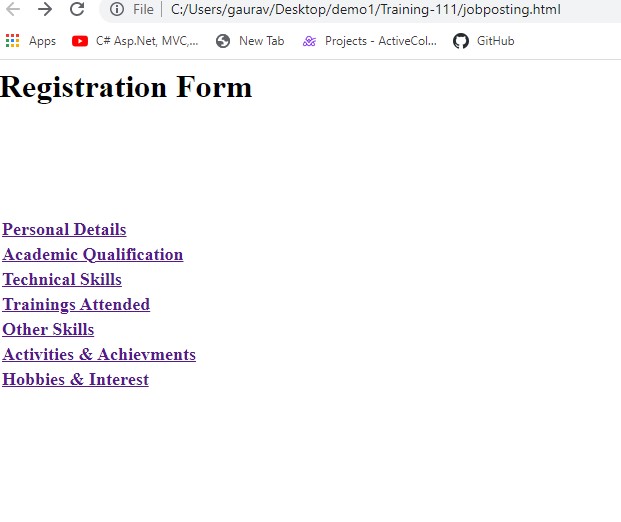 File C:/Users/gaurav/Desktop/demo1/Training-111/jobposting.html
Apps C# Asp.Net, MVC,... New Tab Projects - ActiveCol... GitHub
Registration Form
Personal Details
Academic Qualification
Technical Skills
Trainings Attended
Other Skills
Activities & Achievments
Hobbies & Interest